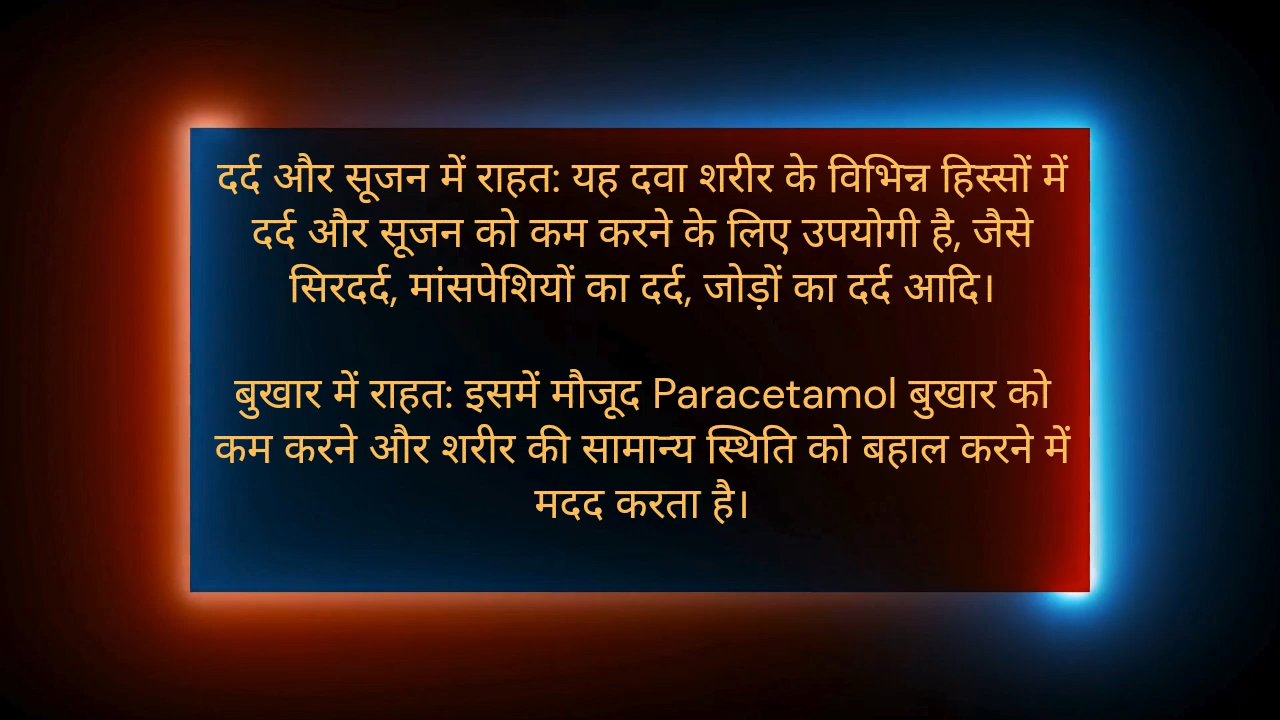 दर्द और सूजन में राहत: यह दवा शरीर के विभिन्न हिस्सों में
दर्द और सूजन को कम करने के लिए उपयोगी है, जैसे
सिरदर्द, मांसपेशियों का दर्द, जोड़ों का दर्द आदि।
बुखार में राहत: इसमें मौजूद Paracetamol बुखार को
कम करने और शरीर की सामान्य स्थिति को बहाल करने में
मदद करता है।